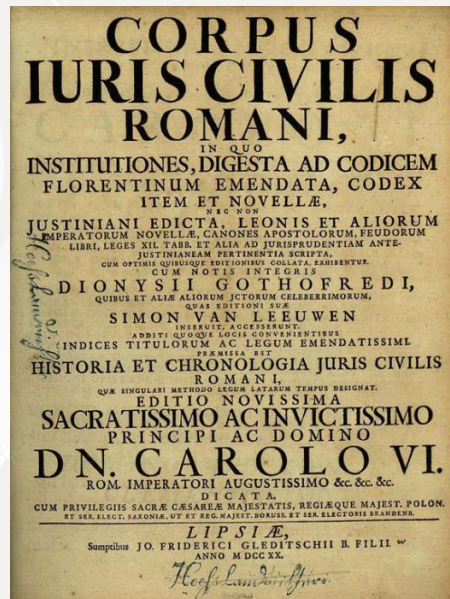 CORPUS
IURIS CIVILIS
ROMANI,
IN QUO
INSTITUTIONES, DIGESTA AD CODICEM
FLORENTINUM EMENDATA, CODEX
ITEM ET NOVELLÆ,
NEC NON
JUSTINIANI EDICTA, LEONIS ET ALIORUM
IMPERATORUM NOVELLÆ, CANONES APOSTOLORUM, FEUDORUM
LIBRI, LEGES XII. TABB. ET ALIA AD JURISPRUDENTIAM ANTE-
JUSTINIANEAM PERTINENTIA SCRIPTA,
CUM OPTIMIS QUIBUSQUE EDITIONIBUS COLLATA, EXHIBENTUR.
CUM NOTIS INTEGRIS
DIONYSII GOTHOFREDI,
QUIBUS ET ALIÆ ALIORUM JCTORUM CELEBERRIMORUM,
QUAS EDITIONI SUÆ
SIMON VAN LEEUWEN
INSERUIT, ACCESSERUNT.
ADDITI QUOQUE LOCIS CONVENIENTIBUS
INDICES TITULORUM AC LEGUM EMENDATISSIMI.
PRÆMISSA EST
HISTORIA ET CHRONOLOGIA JURIS CIVILIS
ROMANI,
QUÆ SINGULARI METHODO LEGUM LATARUM TEMPUS DESIGNAT.
EDITIO NOVISSIMA
SACRATISSIMO AC INVICTISSIMO
PRINCIPI AC DOMINO
DN. CAROLO VI.
ROM. IMPERATORI AUGUSTISSIMO &c. &c. &c.
DICATA.
CUM PRIVILEGIIS SACRÆ CÆSAREÆ MAJESTATIS, REGIÆQUE MAJEST. POLON.
ET SER. ELECT. SAXONIÆ, UT ET REG. MAJEST. BORUSS. ET SER. ELECTORIS BRANDENB.
LIPSIÆ,
Sumptibus JO. FRIDERICI GLEDITSCHII B. FILII
ANNO M DCC XX.